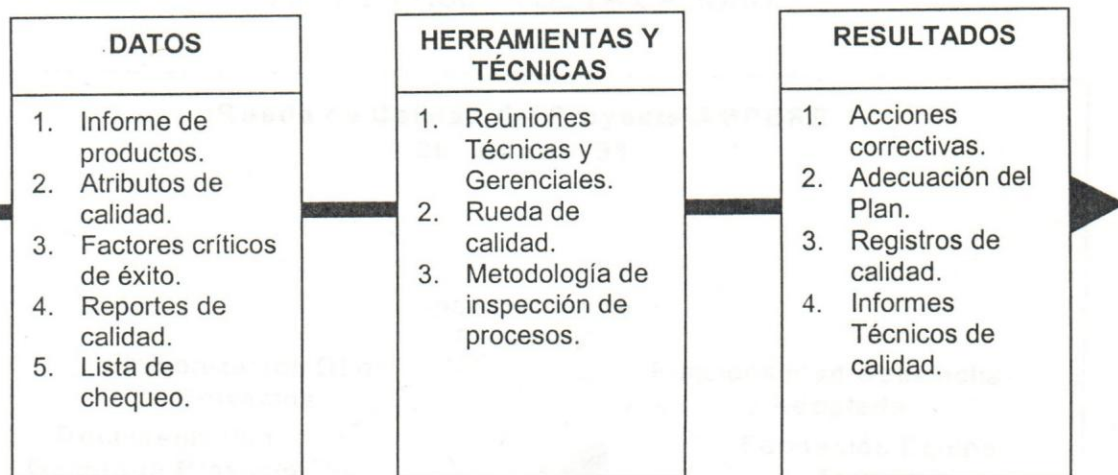 DATOS
1. Informe de
productos.
2. Atributos de
calidad.
3. Factores críticos
de éxito.
4. Reportes de
calidad.
5. Lista de
chequeo.
HERRAMIENTAS Y
TÉCNICAS
1. Reuniones
Técnicas y
Gerenciales.
2. Rueda de
calidad.
3. Metodología de
inspección de
procesos.
RESULTADOS
1. Acciones
correctivas.
2. Adecuación del
Plan.
3. Registros de
calidad.
4. Informes
Técnicos de
calidad.